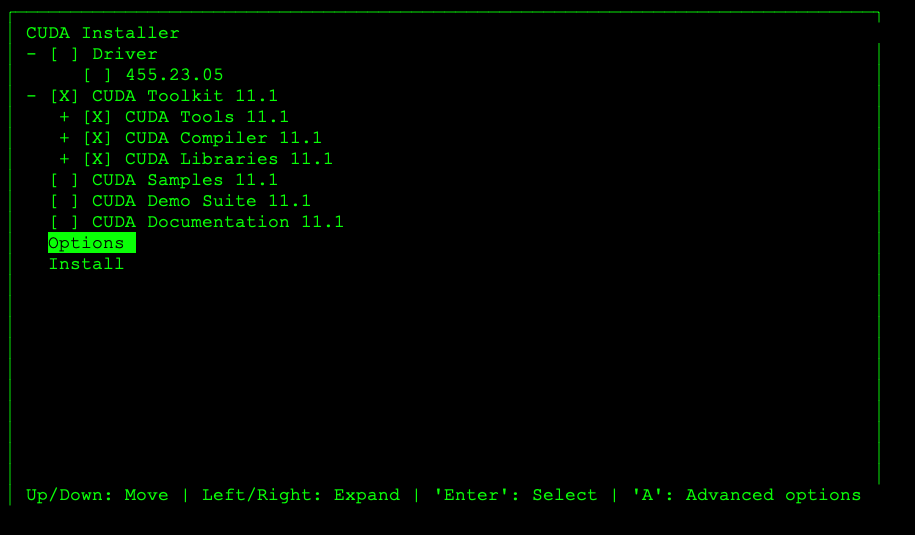 CUDA Installer
- [ ] Driver
[ ] 455.23.05
- [X] CUDA Toolkit 11.1
+ [X] CUDA Tools 11.1
+ [X] CUDA Compiler 11.1
+ [X] CUDA Libraries 11.1
[ ] CUDA Samples 11.1
[ ] CUDA Demo Suite 11.1
[ ] CUDA Documentation 11.1
Options
Install
Up/Down: Move | Left/Right: Expand | 'Enter': Select | 'A': Advanced options